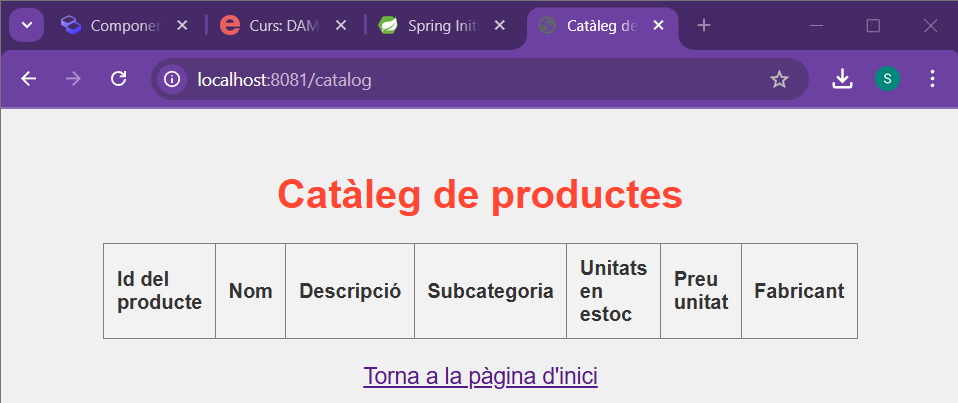 Componen
Curs: DAM
Spring Initi
Catàleg de
localhost:8081/catalog
S
Catàleg de productes
Id del
producte
Nom
Descripció
Subcategoria
Unitats
en
estoc
Preu
unitat
Fabricant
Torna a la pàgina d'inici